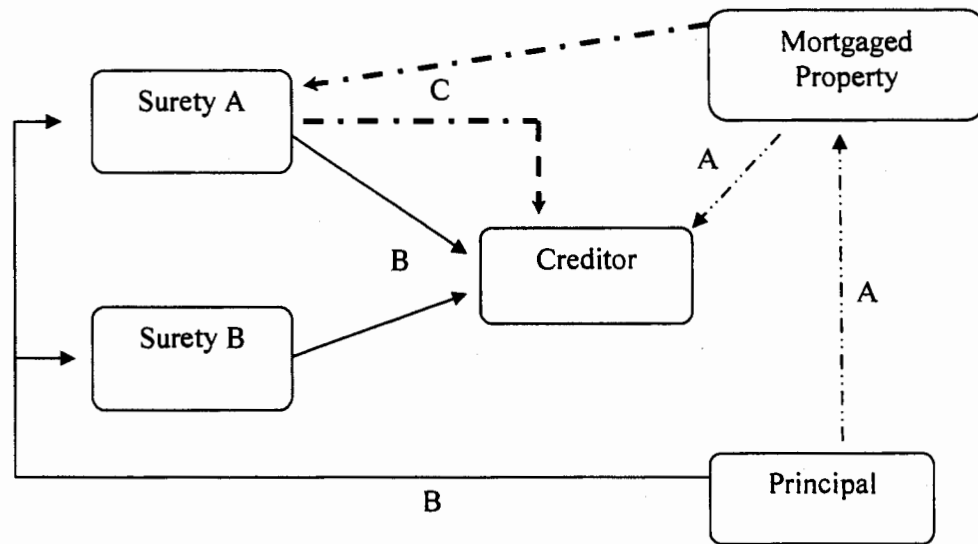 Mortgaged
Property
Surety A
C
A
B
Creditor
A
Surety B
Principal
B